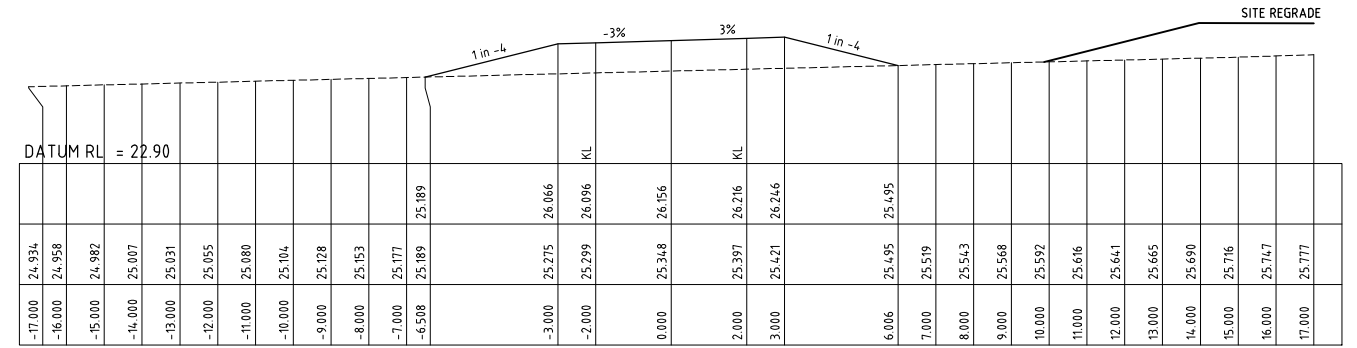 SITE REGRADE
1 in -4 -3% 3% 1 in -4
DATUM RL = 22.90 KL KL
25.189 26.066 26.096 26.156 26.216 26.246 25.495
24.934 24.958 24.982 25.007 25.031 25.055 25.080 25.104 25.128 25.153 25.177 25.189 25.275 25.299 25.348 25.397 25.421 25.495 25.519 25.543 25.568 25.592 25.616 25.641 25.665 25.690 25.716 25.747 25.777
-17.000 -16.000 -15.000 -14.000 -13.000 -12.000 -11.000 -10.000 -9.000 -8.000 -7.000 -6.508 -3.000 -2.000 0.000 2.000 3.000 6.006 7.000 8.000 9.000 10.000 11.000 12.000 13.000 14.000 15.000 16.000 17.000